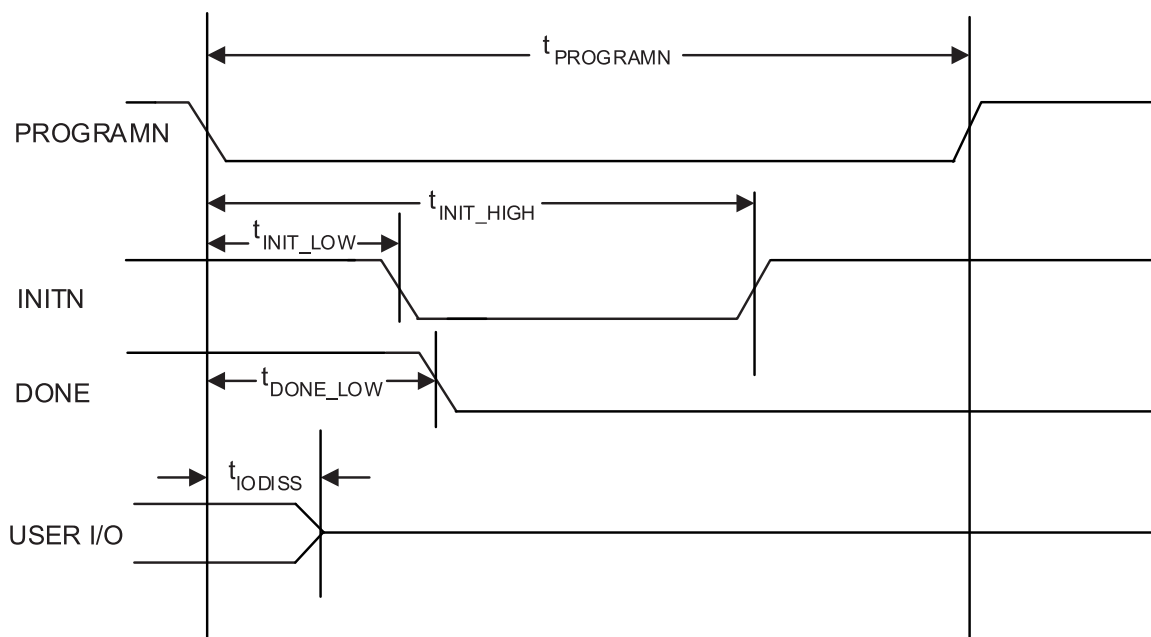 tPROGRAMN
PROGRAMN
tINIT_HIGH
tINIT_LOW
INITN
tDONE_LOW
DONE
tIODISS
USER I/O